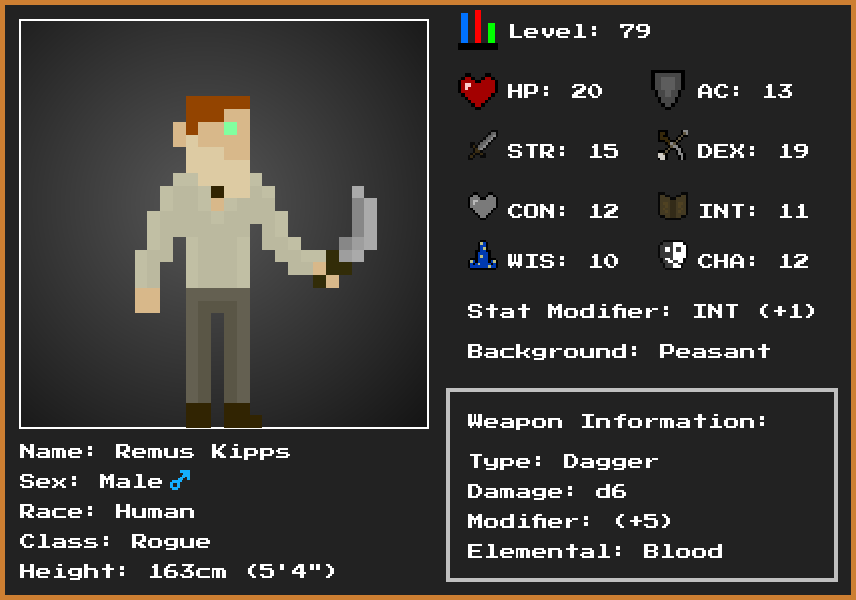 Level: 79
HP: 20 AC: 13
STR: 15 DEX: 19
CON: 12 INT: 11
WIS: 10 CHA: 12
Stat Modifier: INT (+1)
Background: Peasant
Weapon Information:
Type: Dagger
Damage: d6
Modifier: (+5)
Elemental: Blood
Name: Remus Kipps
Sex: Male♂
Race: Human
Class: Rogue
Height: 163cm (5'4")